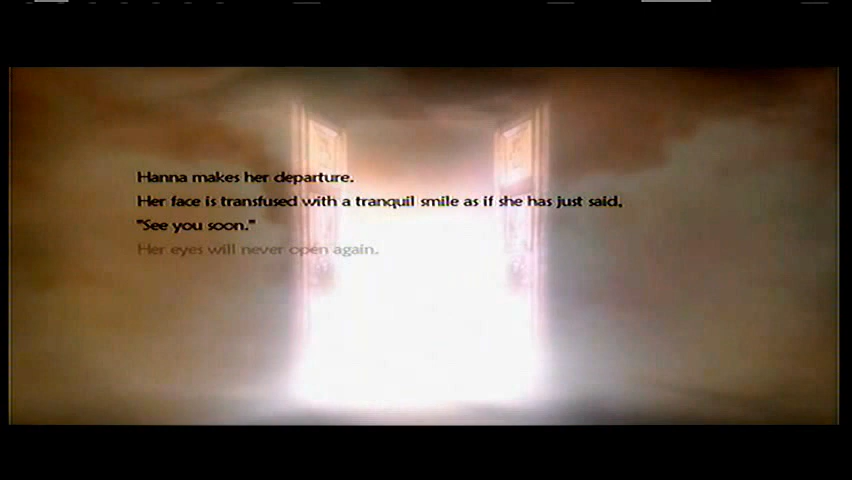 Hanna makes her departure.
Her face is transfused with a tranquil smile as if she has just said,
"See you soon."
Her eyes will never open again.